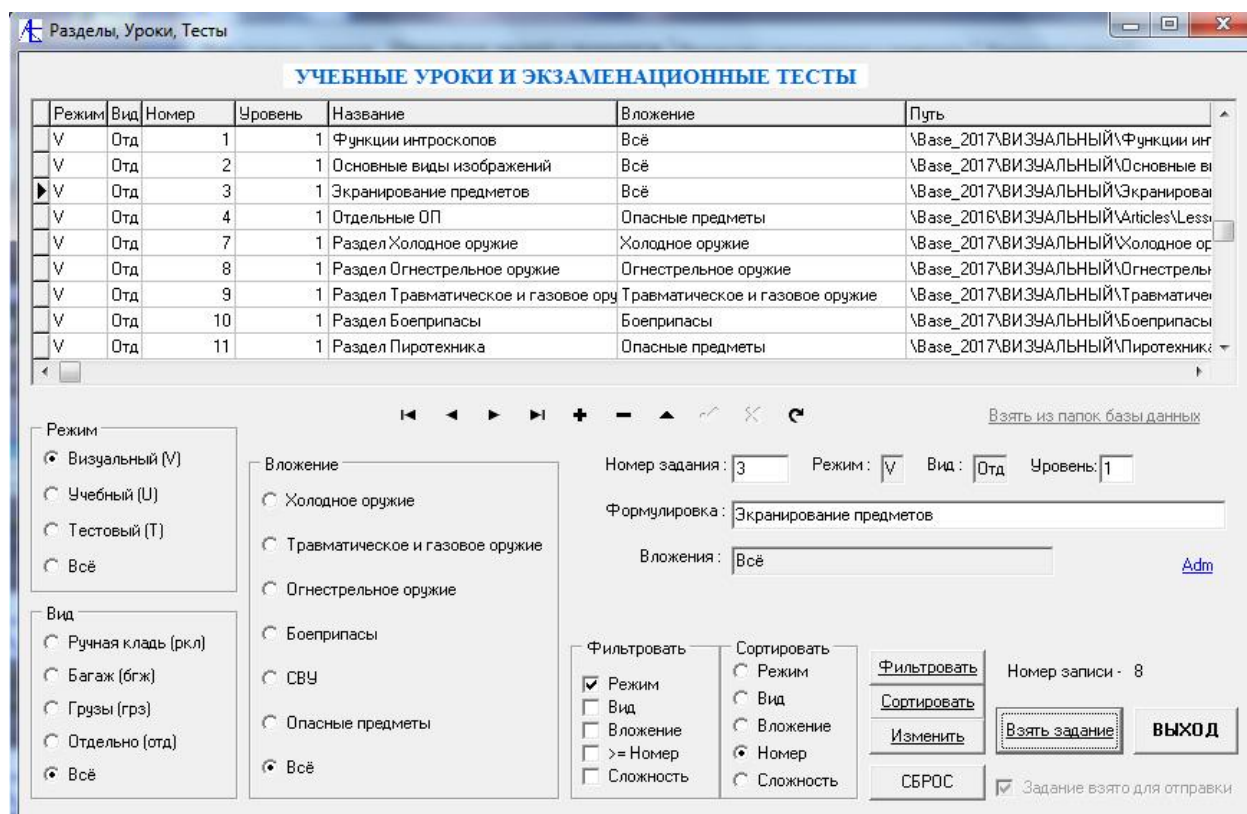 Разделы, Уроки, Тесты
УЧЕБНЫЕ УРОКИ И ЭКЗАМЕНАЦИОННЫЕ ТЕСТЫ
Режим Вид Номер Уровень Название Вложение Путь
V Отд 1 1 Функции интроскопов Всё \Base_2017\ВИЗУАЛЬНЫЙ\Функции инт
V Отд 2 1 Основные виды изображений Всё \Base_2017\ВИЗУАЛЬНЫЙ\Основные ви
V Отд 3 1 Экранирование предметов Всё \Base_2017\ВИЗУАЛЬНЫЙ\Экранирова
V Отд 4 1 Отдельные ОП Опасные предметы \Base_2016\ВИЗУАЛЬНЫЙ\Articles\Less
V Отд 7 1 Раздел Холодное оружие Холодное оружие \Base_2017\ВИЗУАЛЬНЫЙ\Холодное ор
V Отд 8 1 Раздел Огнестрельное оружие Огнестрельное оружие \Base_2017\ВИЗУАЛЬНЫЙ\Огнестрельн
V Отд 9 1 Раздел Травматическое и газовое ору Травматическое и газовое оружие \Base_2017\ВИЗУАЛЬНЫЙ\Травматиче
V Отд 10 1 Раздел Боеприпасы Боеприпасы \Base_2017\ВИЗУАЛЬНЫЙ\Боеприпасы
V Отд 11 1 Раздел Пиротехника Опасные предметы \Base_2017\ВИЗУАЛЬНЫЙ\Пиротехника
Взять из папок базы данных
Режим
Визуальный (V)
Учебный (U)
Тестовый (T)
Всё
Вид
Ручная кладь (ркл)
Багаж (бгж)
Грузы (грз)
Отдельно (отд)
Всё
Вложение
Холодное оружие
Травматическое и газовое оружие
Огнестрельное оружие
Боеприпасы
СВУ
Опасные предметы
Всё
Номер задания : 3 Режим : V Вид : Отд Уровень: 1
Формулировка : Экранирование предметов
Вложения : Всё
Adm
Фильтровать
Режим
Вид
Вложение
>= Номер
Сложность
Сортировать
Режим
Вид
Вложение
Номер
Сложность
Фильтровать
Сортировать
Изменить
СБРОС
Номер записи - 8
Взять задание
ВЫХОД
Задание взято для отправки